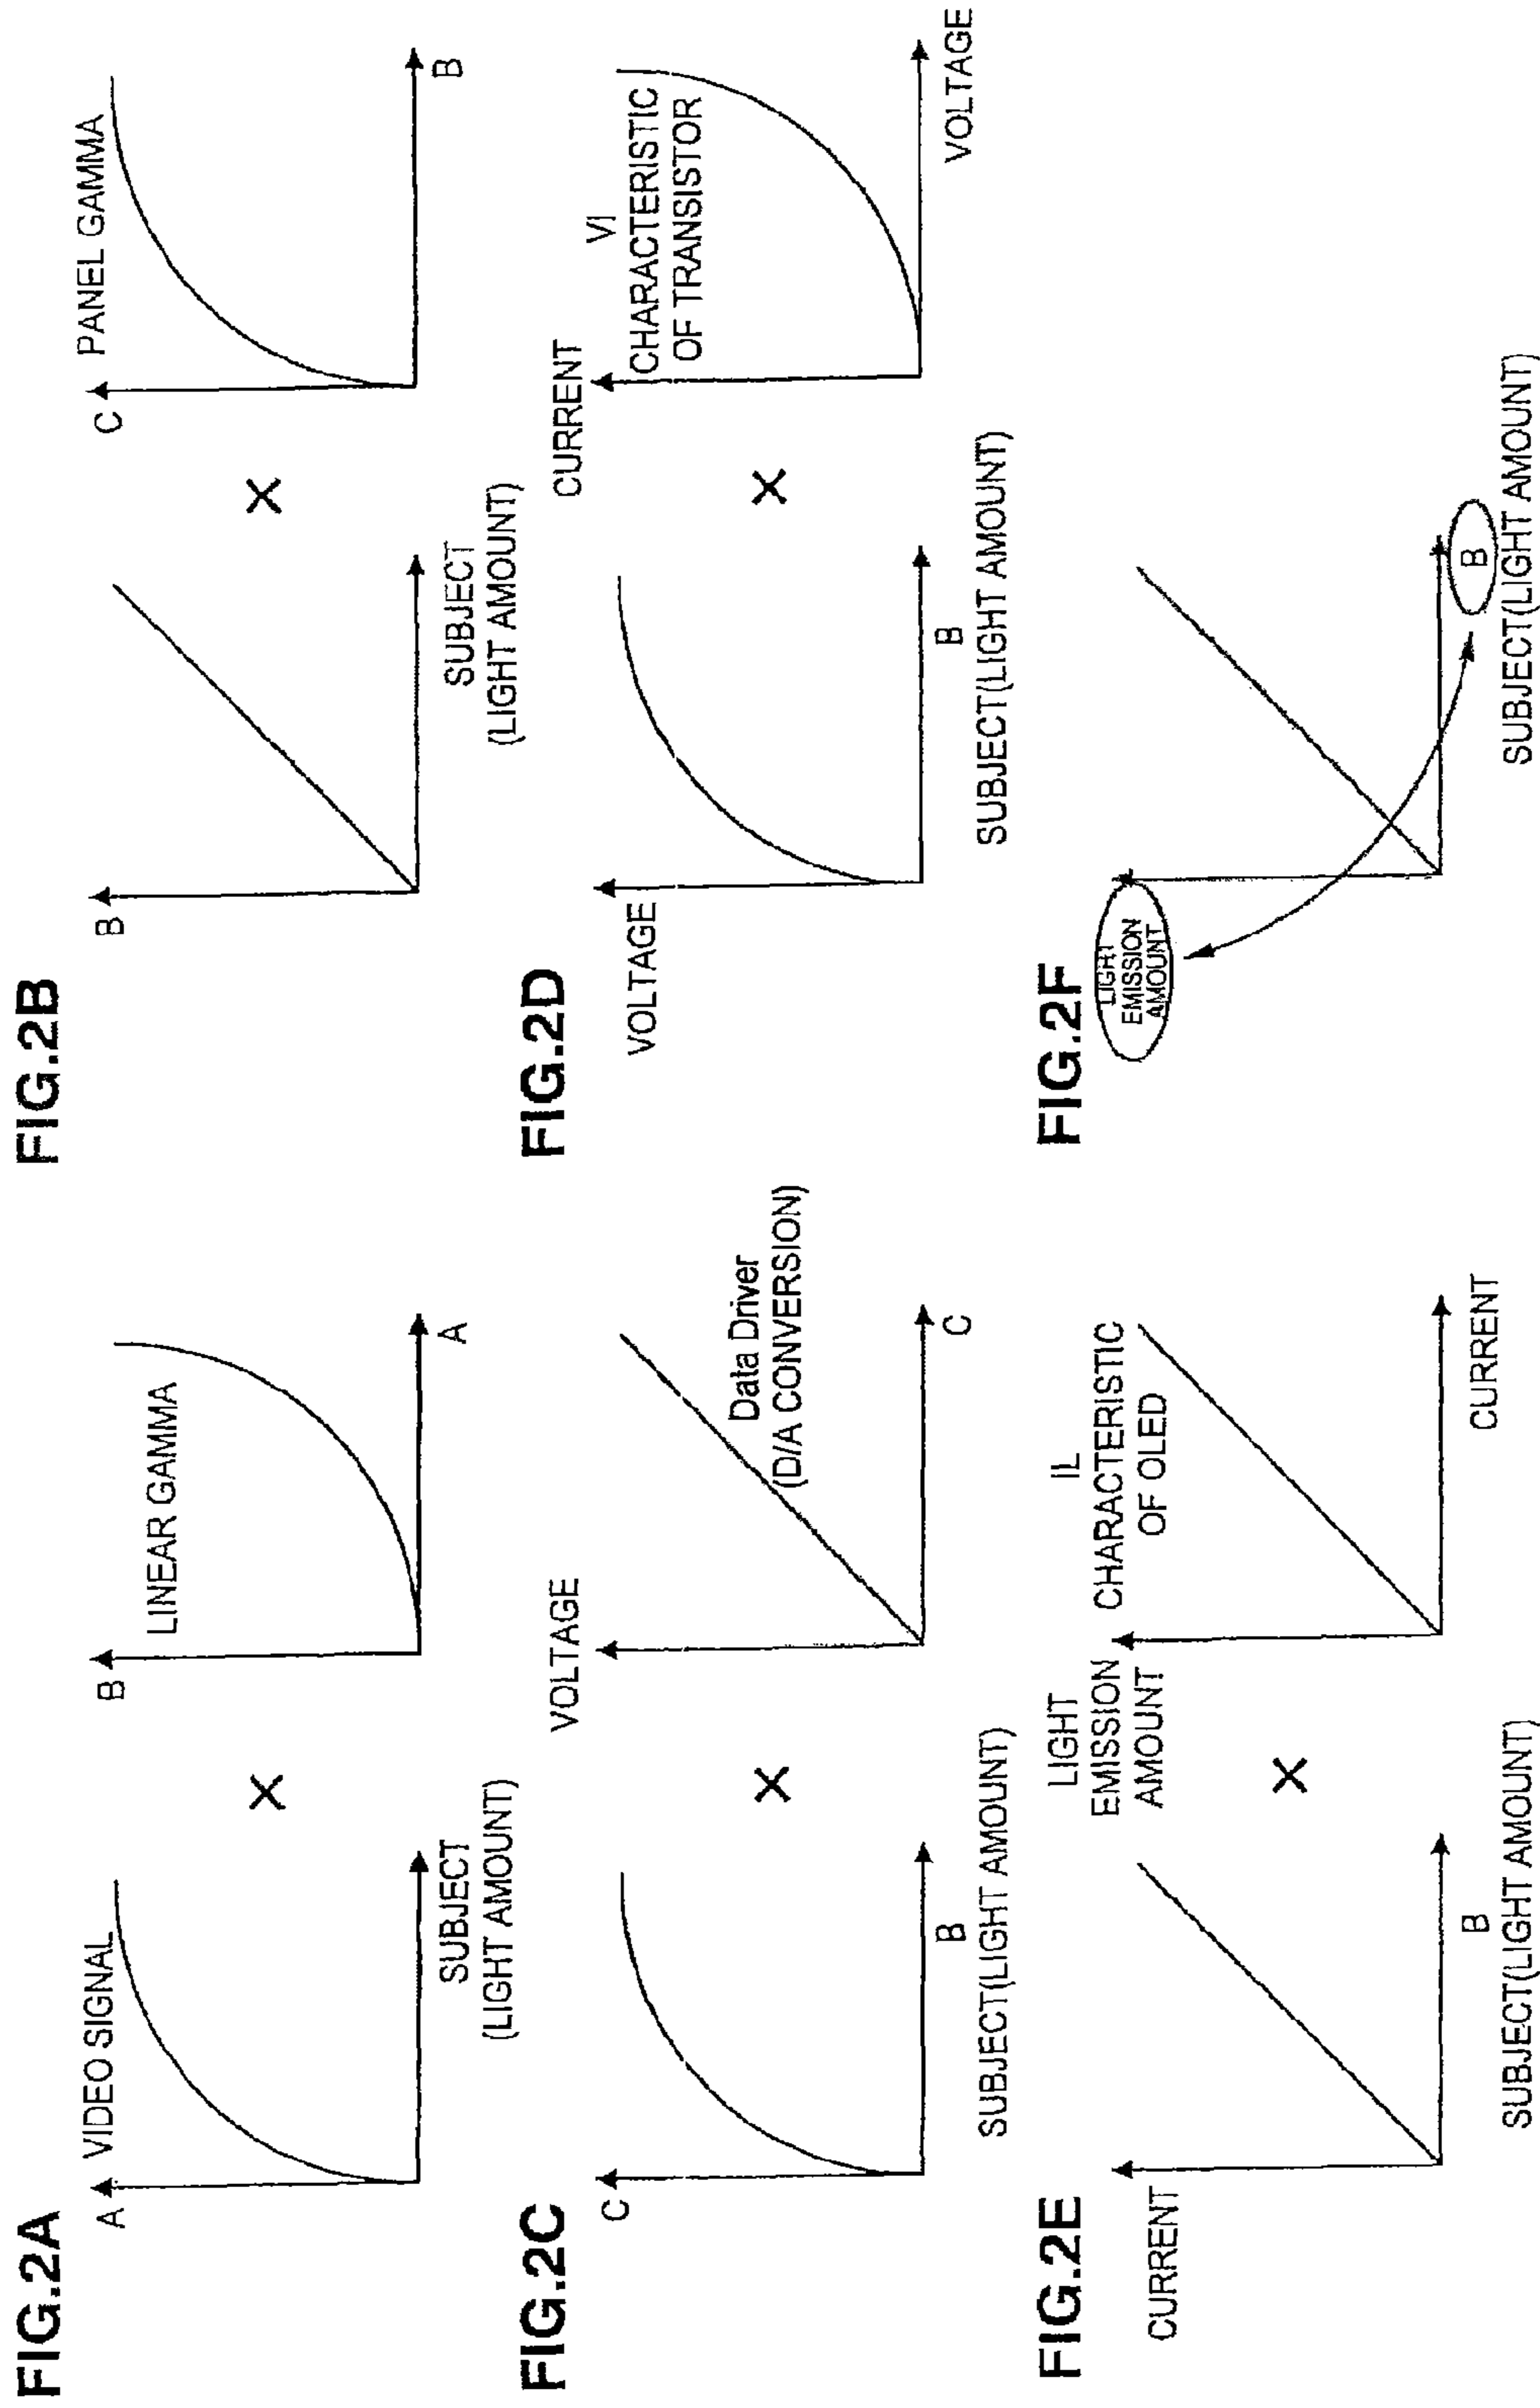 FIG.2A
A
VIDEO SIGNAL
SUBJECT
(LIGHT AMOUNT)
×
B
LINEAR GAMMA
A
FIG.2B
B
SUBJECT
(LIGHT AMOUNT)
×
C
PANEL GAMMA
B
FIG.2C
C
B
SUBJECT(LIGHT AMOUNT)
×
VOLTAGE
Data Driver
(D/A CONVERSION)
C
FIG.2D
VOLTAGE
B
SUBJECT(LIGHT AMOUNT)
×
CURRENT
VI
CHARACTERISTIC
OF TRANSISTOR
VOLTAGE
FIG.2E
CURRENT
B
SUBJECT(LIGHT AMOUNT)
×
LIGHT
EMISSION
AMOUNT
IL
CHARACTERISTIC
OF OLED
CURRENT
FIG.2F
LIGHT
EMISSION
AMOUNT
B
SUBJECT(LIGHT AMOUNT)